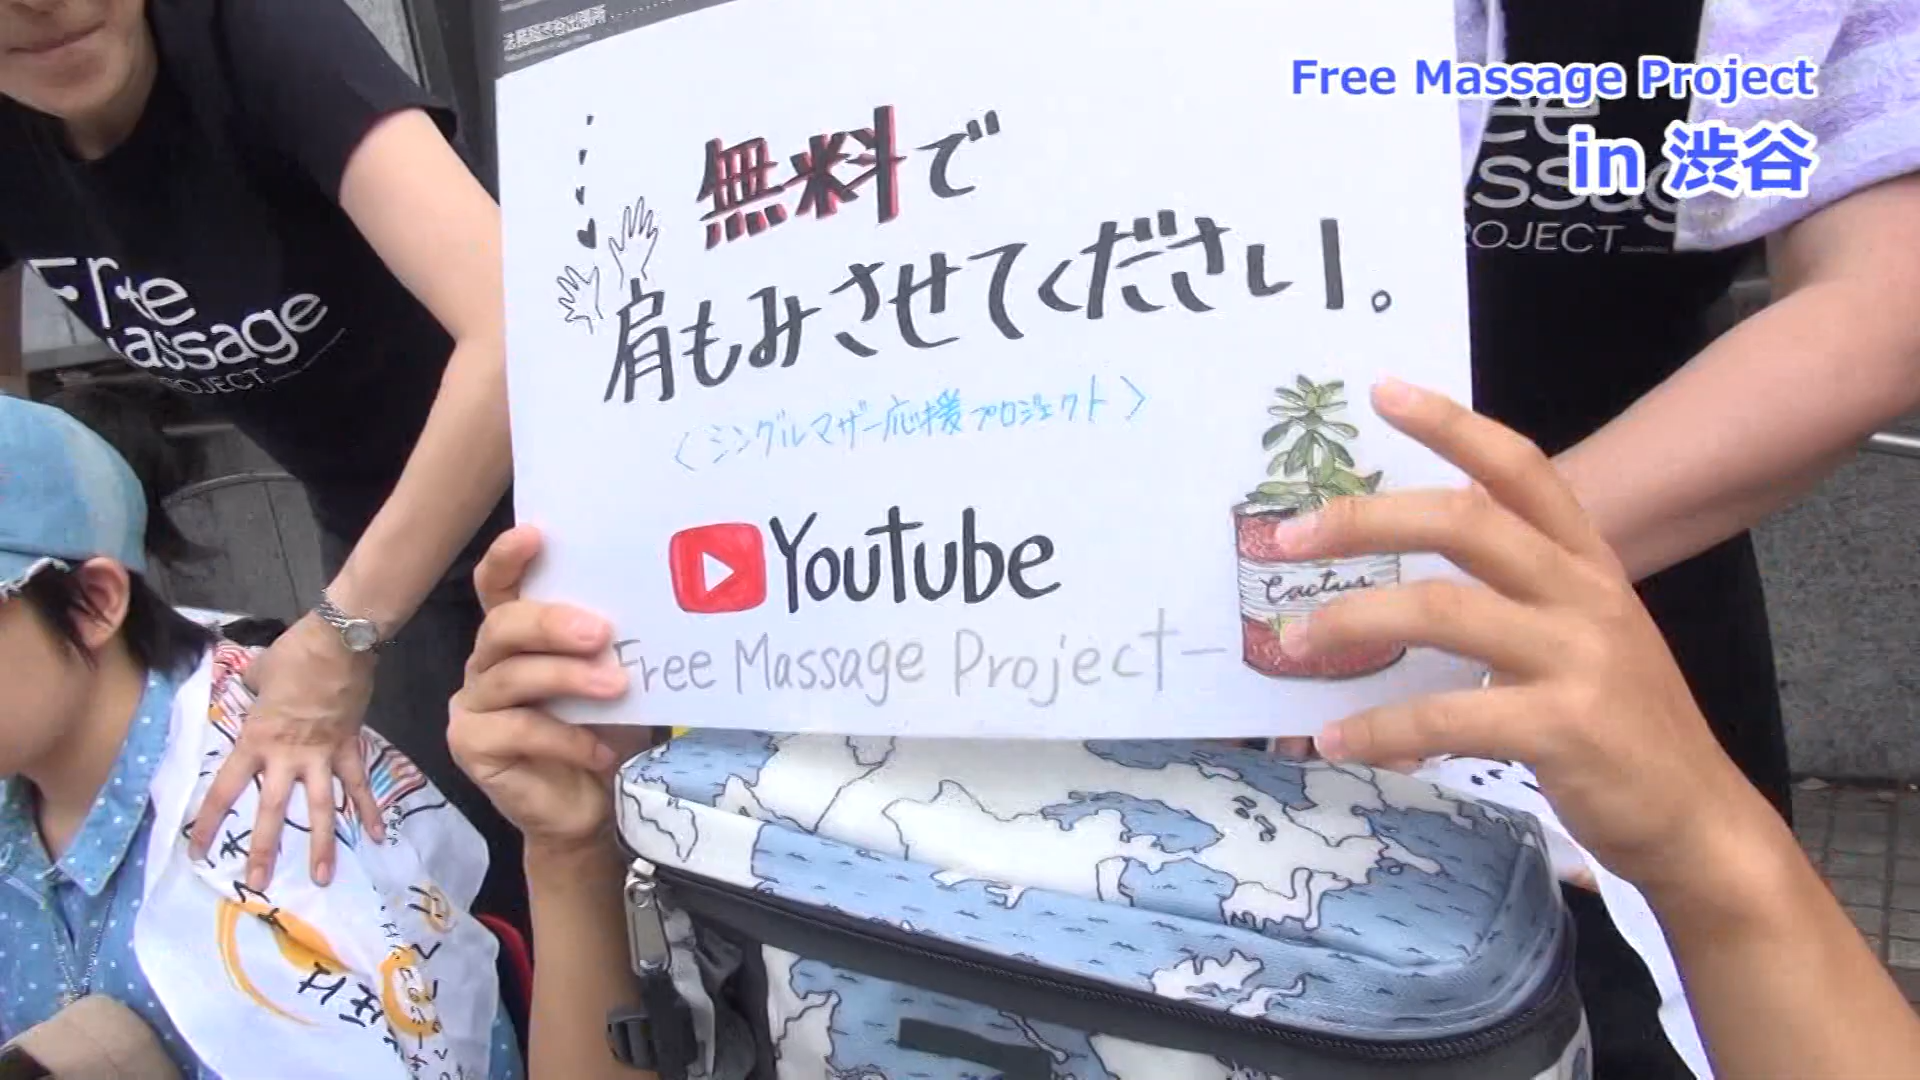 Free Massage Project
in 渋谷
無料で
肩もみさせてください。
<シングルマザー応援プロジェクト>
Youtube
Free Massage Project—
Cactus
Free
Massage
PROJECT
PROJECT